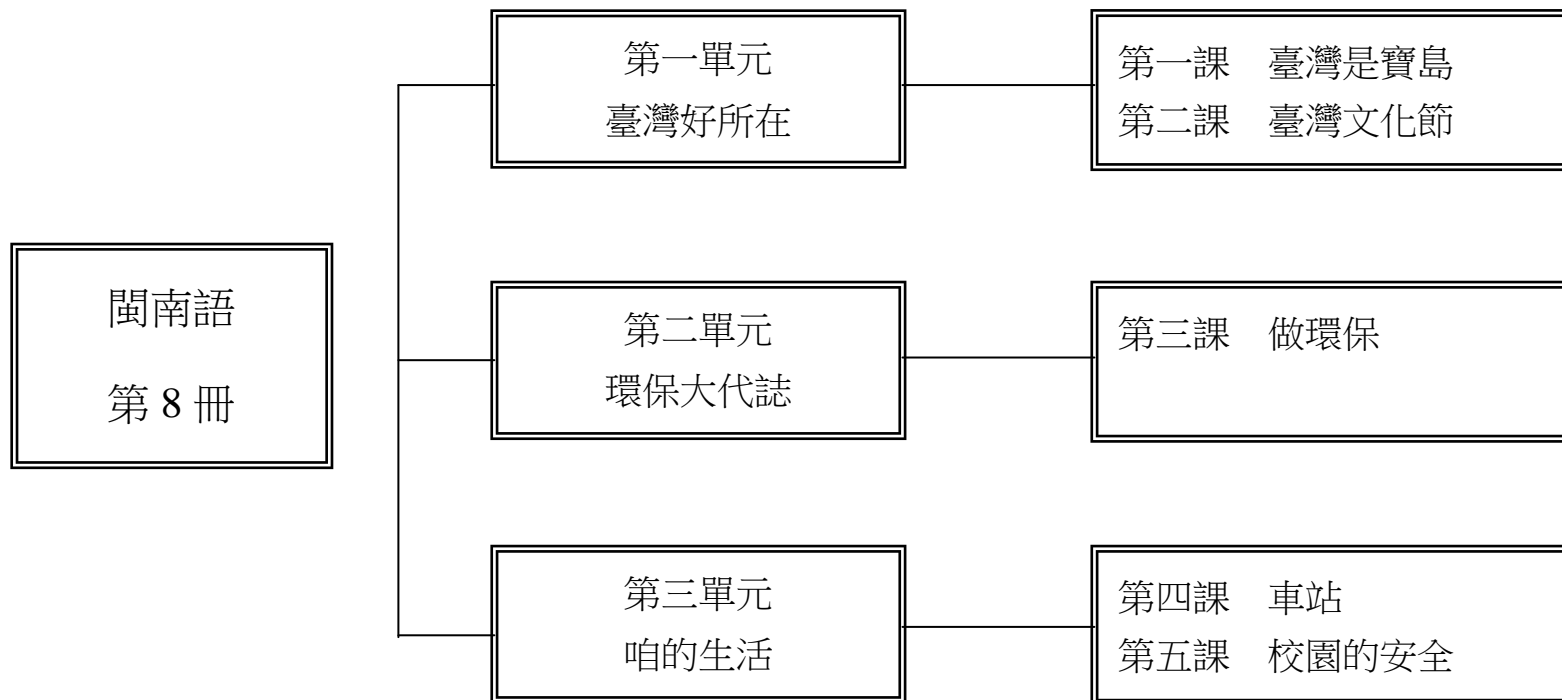 閩南語
第 8 冊
第一單元
臺灣好所在
第一課　臺灣是寶島
第二課　臺灣文化節
第二單元
環保大代誌
第三課　做環保
第三單元
咱的生活
第四課　車站
第五課　校園的安全